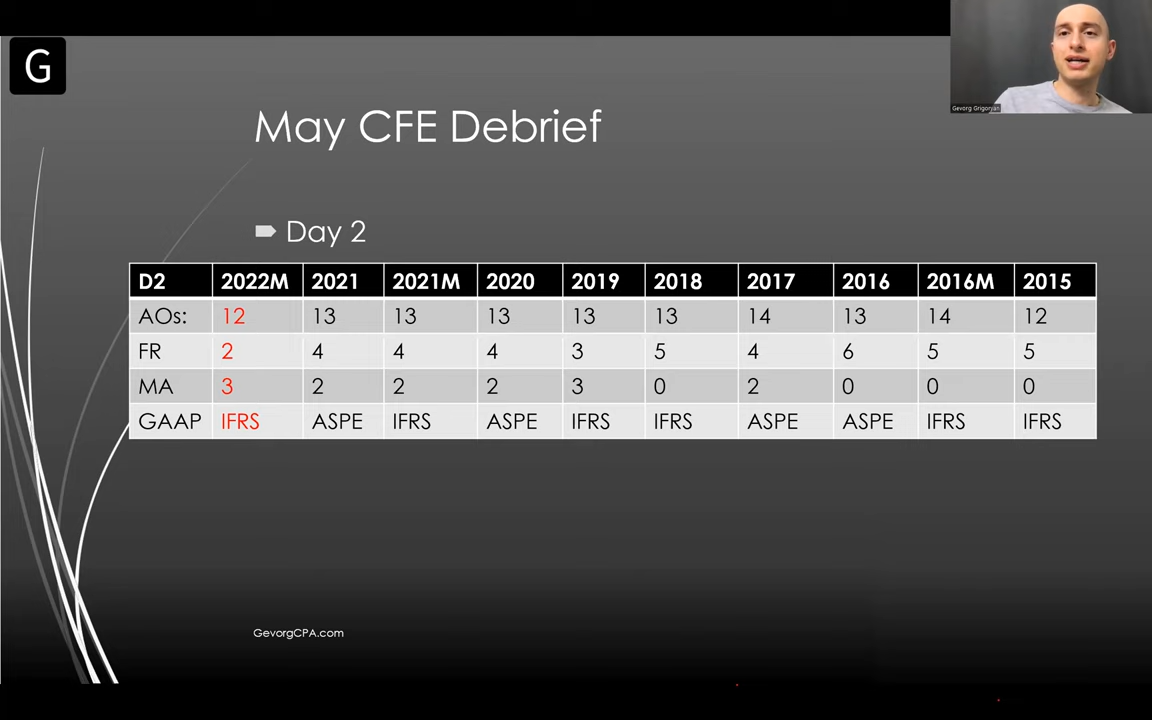 G
Gevorg Grigoryan
May CFE Debrief
Day 2
D2 2022M 2021 2021M 2020 2019 2018 2017 2016 2016M 2015
AOs: 12 13 13 13 13 13 14 13 14 12
FR 2 4 4 4 3 5 4 6 5 5
MA 3 2 2 2 3 0 2 0 0 0
GAAP IFRS ASPE IFRS ASPE IFRS IFRS ASPE ASPE IFRS IFRS
GevorgCPA.com